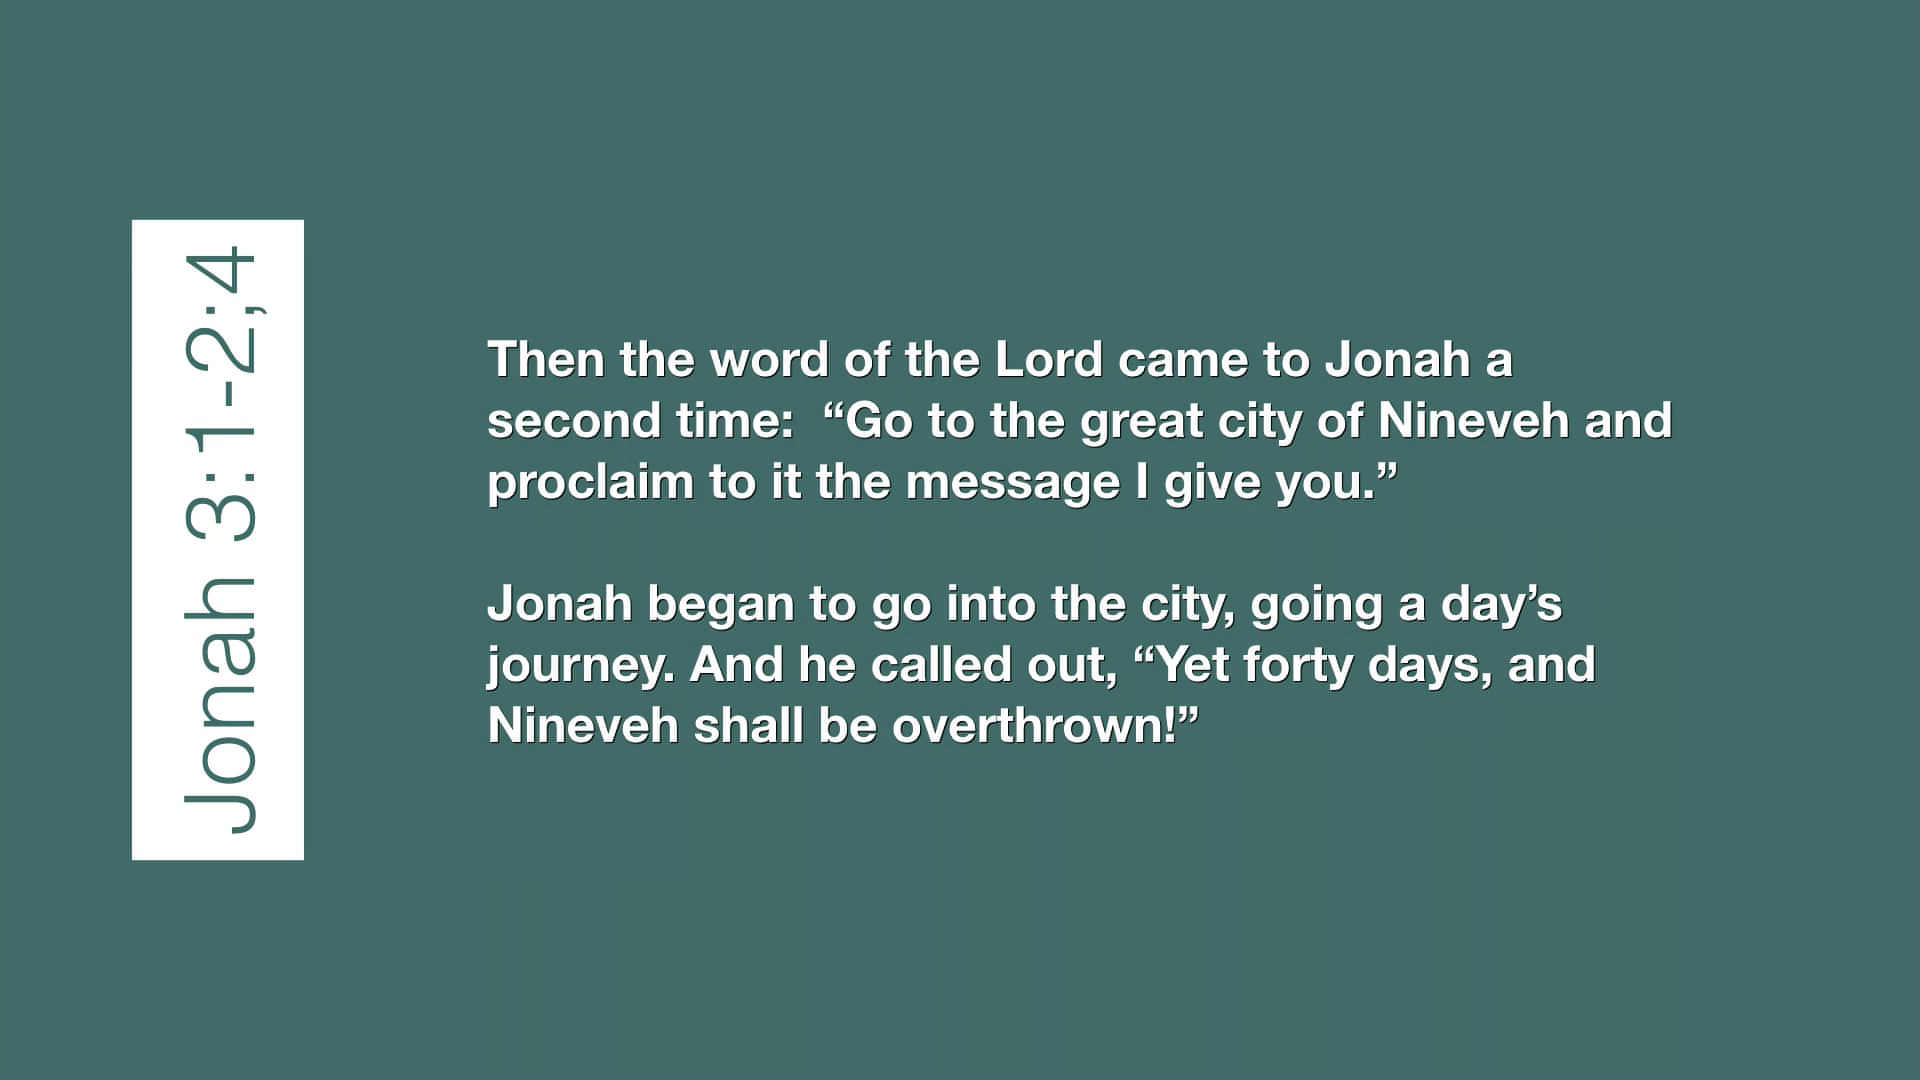 Jonah 3:1-2;4
Then the word of the Lord came to Jonah a
second time:  “Go to the great city of Nineveh and
proclaim to it the message I give you.”
Jonah began to go into the city, going a day’s
journey. And he called out, “Yet forty days, and
Nineveh shall be overthrown!”